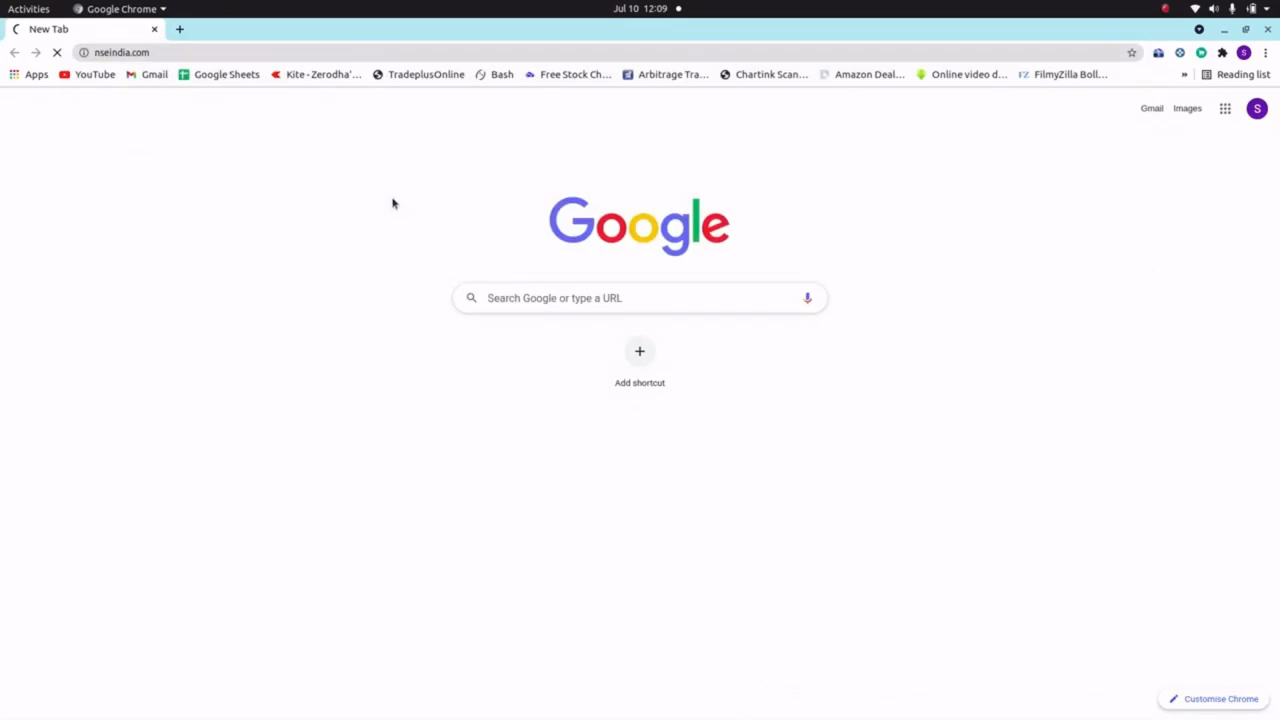 Activities Google Chrome Jul 10 12:09
New Tab
nseindia.com
Apps YouTube Gmail Google Sheets Kite - Zerodha'... TradeplusOnline Bash Free Stock Ch... Arbitrage Tra... Chartink Scan... Amazon Deal... Online video d... FZ FilmyZilla Boll... » Reading list
Gmail Images S
Google
Search Google or type a URL
Add shortcut
Customise Chrome